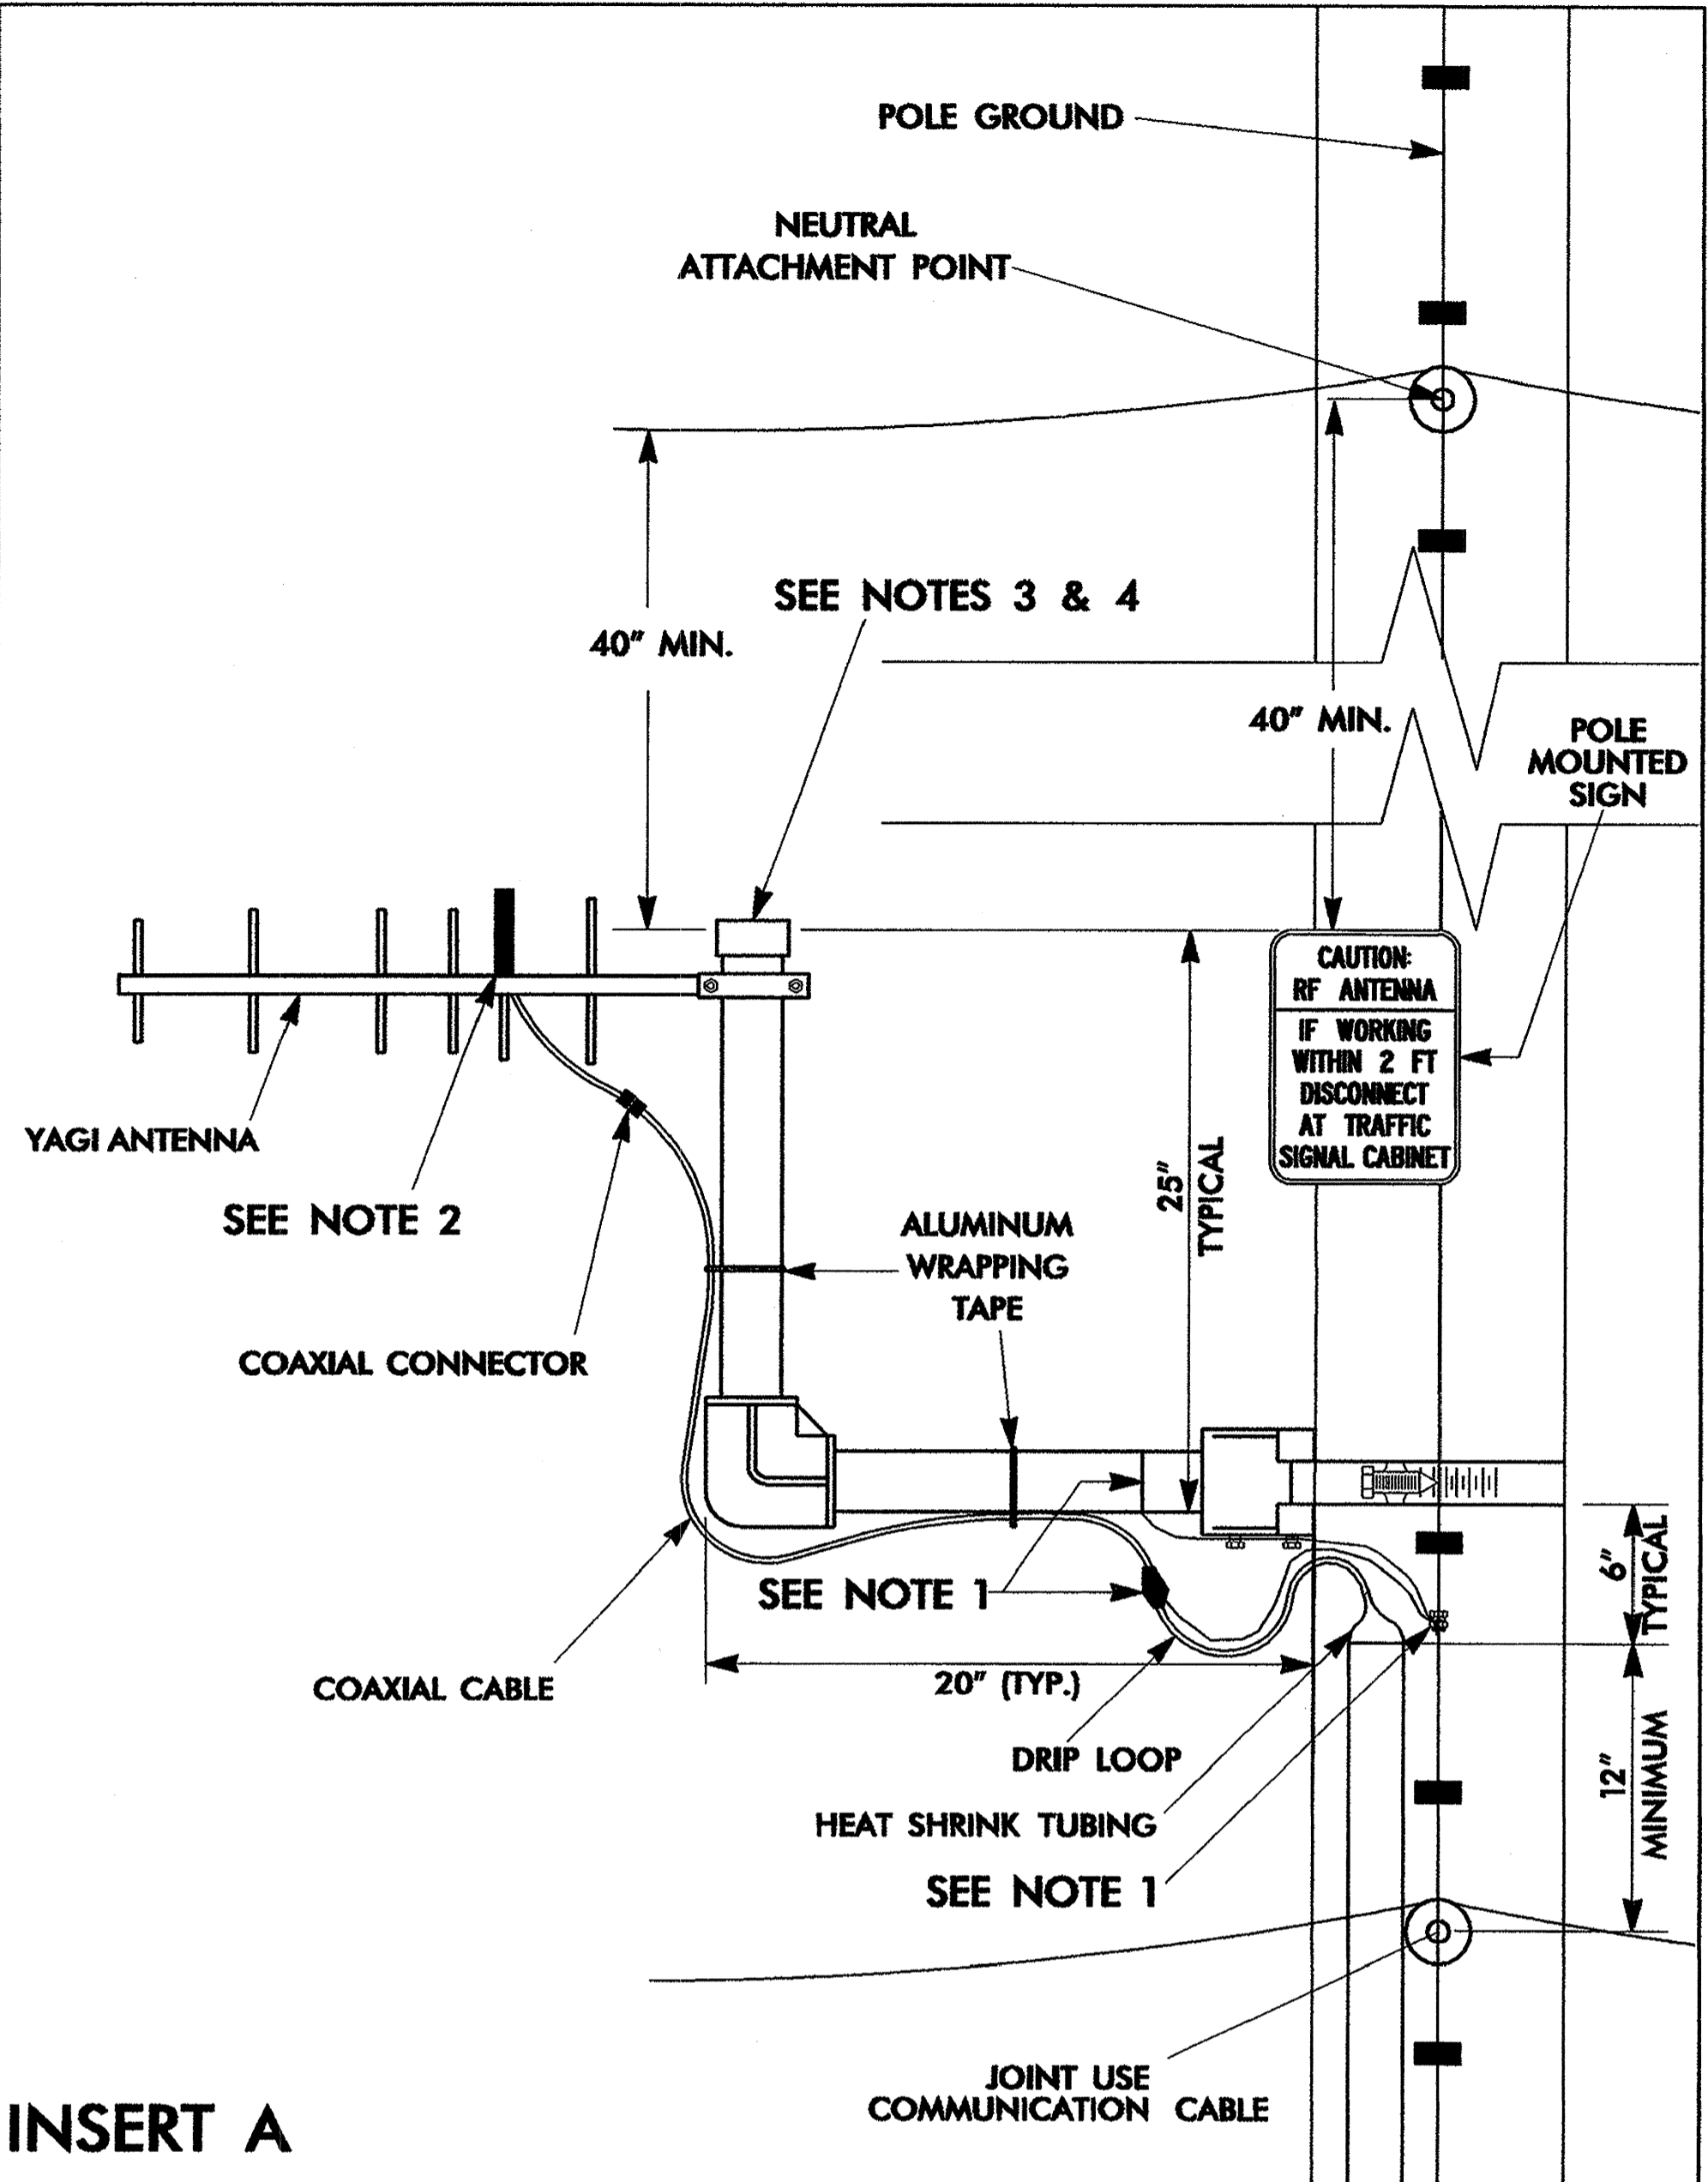 POLE GROUND
NEUTRAL
ATTACHMENT POINT
SEE NOTES 3 & 4
40" MIN.
40" MIN.
POLE
MOUNTED
SIGN
CAUTION:
RF ANTENNA
IF WORKING
WITHIN 2 FT
DISCONNECT
AT TRAFFIC
SIGNAL CABINET
YAGI ANTENNA
SEE NOTE 2
25"
TYPICAL
ALUMINUM
WRAPPING
TAPE
COAXIAL CONNECTOR
SEE NOTE 1
6"
TYPICAL
COAXIAL CABLE
20" (TYP.)
DRIP LOOP
12"
MINIMUM
HEAT SHRINK TUBING
SEE NOTE 1
JOINT USE
COMMUNICATION CABLE
INSERT A